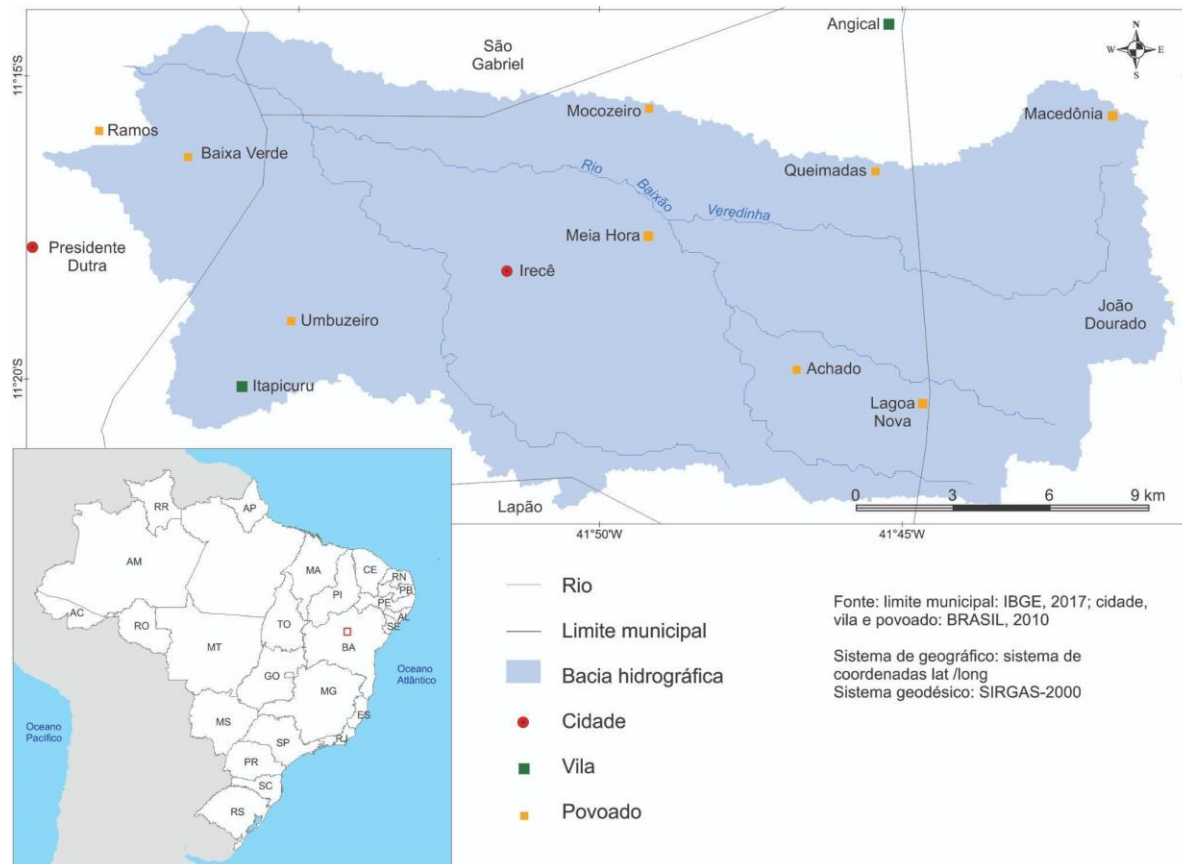 Angical
N
W
E
S
São
Gabriel
11°15'S
Ramos
Mocozeiro
Macedônia
Baixa Verde
Queimadas
Rio
Baixão
Veredinha
Meia Hora
Presidente
Dutra
Irecê
João
Dourado
Umbuzeiro
Achado
11°20'S
Itapicuru
Lagoa
Nova
Lapão
0
3
6
9 km
41°50'W
41°45'W
RR
AP
AM
MA
CE
RN
PB
PI
PE
AL
SE
AC
RO
TO
MT
BA
GO
MG
Oceano
Atlântico
MS
ES
Oceano
Pacífico
SP
RJ
PR
SC
RS
Rio
Limite municipal
Bacia hidrográfica
Cidade
Vila
Povoado
Fonte: limite municipal: IBGE, 2017; cidade,
vila e povoado: BRASIL, 2010
Sistema de geográfico: sistema de
coordenadas lat /long
Sistema geodésico: SIRGAS-2000